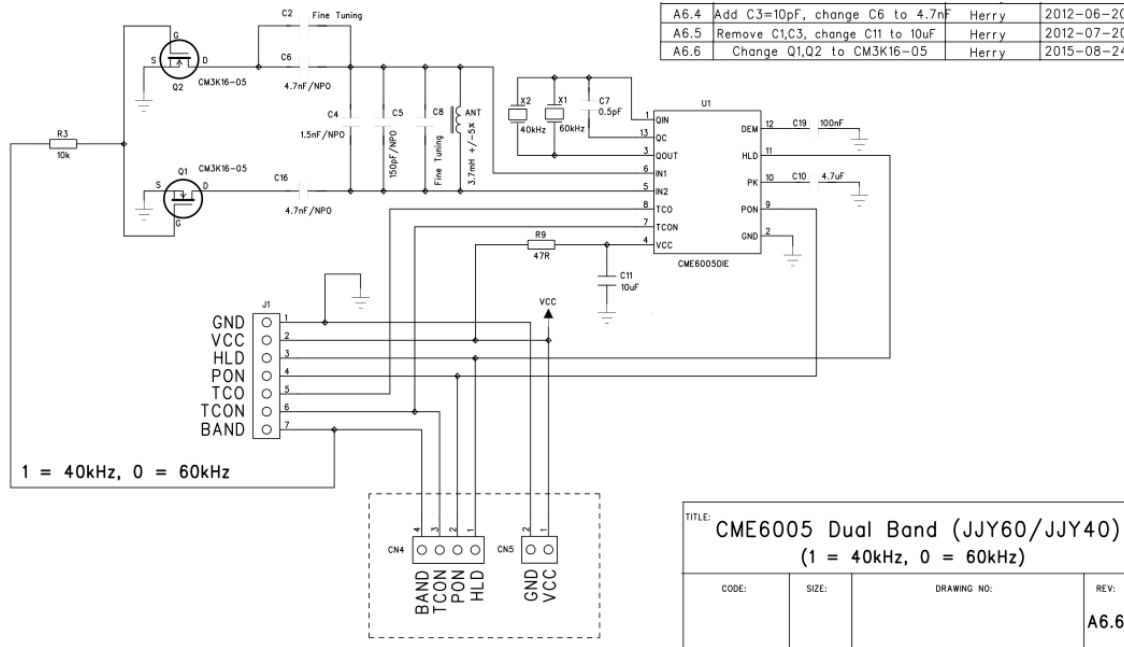 A6.4 Add C3=10pF, change C6 to 4.7nF Herry 2012-06-20
A6.5 Remove C1,C3, change C11 to 10uF Herry 2012-07-20
A6.6 Change Q1,Q2 to CM3K16-05 Herry 2015-08-24
C2
Fine Tuning
G
S D
Q2
CM3K16-05
C6
4.7nF/NPO
R3
10k
C4
1.5nF/NPO
C5
150pF/NPO
C8
Fine Tuning
ANT
3.7mH +/-5%
Q1
CM3K16-05
S D
G
C16
4.7nF/NPO
X2
40kHz
X1
60kHz
C7
0.5pF
U1
1 QIN
13 QC
3 QOUT
6 IN1
5 IN2
8 TCO
7 TCON
4 VCC
DEM 12
HLD 11
PK 10
PON 9
GND 2
CME6005DIE
C19 100nF
C10 4.7uF
R9
47R
C11
10uF
VCC
J1
GND 1
VCC 2
HLD 3
PON 4
TCO 5
TCON 6
BAND 7
1 = 40kHz, 0 = 60kHz
CN4
4 3 2 1
BAND
TCON
PON
HLD
CN5
2 1
GND
VCC
TITLE:
CME6005 Dual Band (JJY60/JJY40)
(1 = 40kHz, 0 = 60kHz)
CODE: SIZE: DRAWING NO: REV:
A6.6